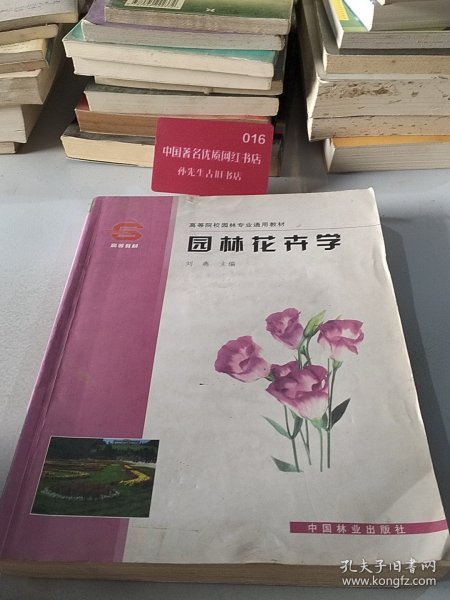 016
中国著名优质网红书店
孙先生古旧书店
高等院校园林专业通用教材
高等教材
园林花卉学
刘燕 主编
中国林业出版社
孔夫子旧书网
www.kongfz.com